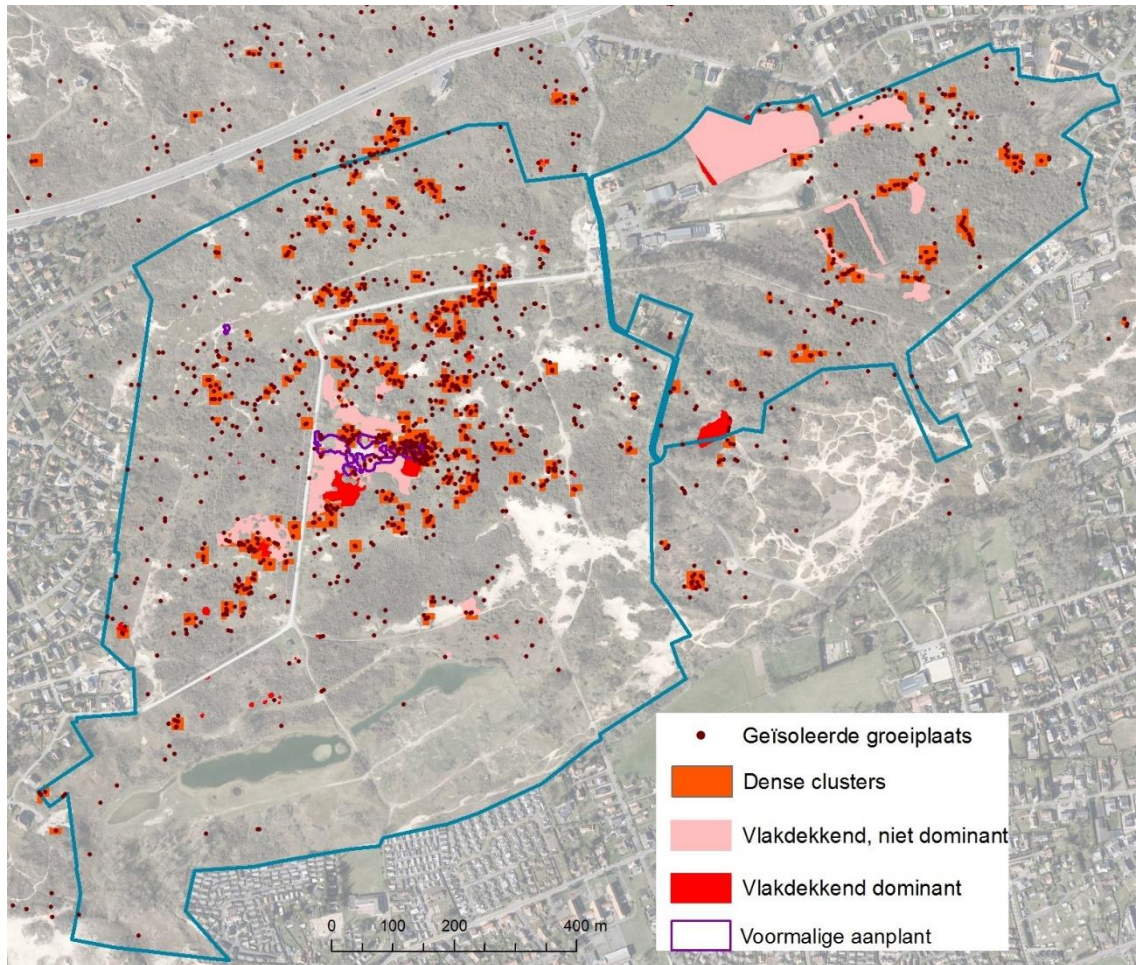 Geïsoleerde groeiplaats
Dense clusters
Vlakdekkend, niet dominant
Vlakdekkend dominant
Voormalige aanplant
0 100 200 400 m